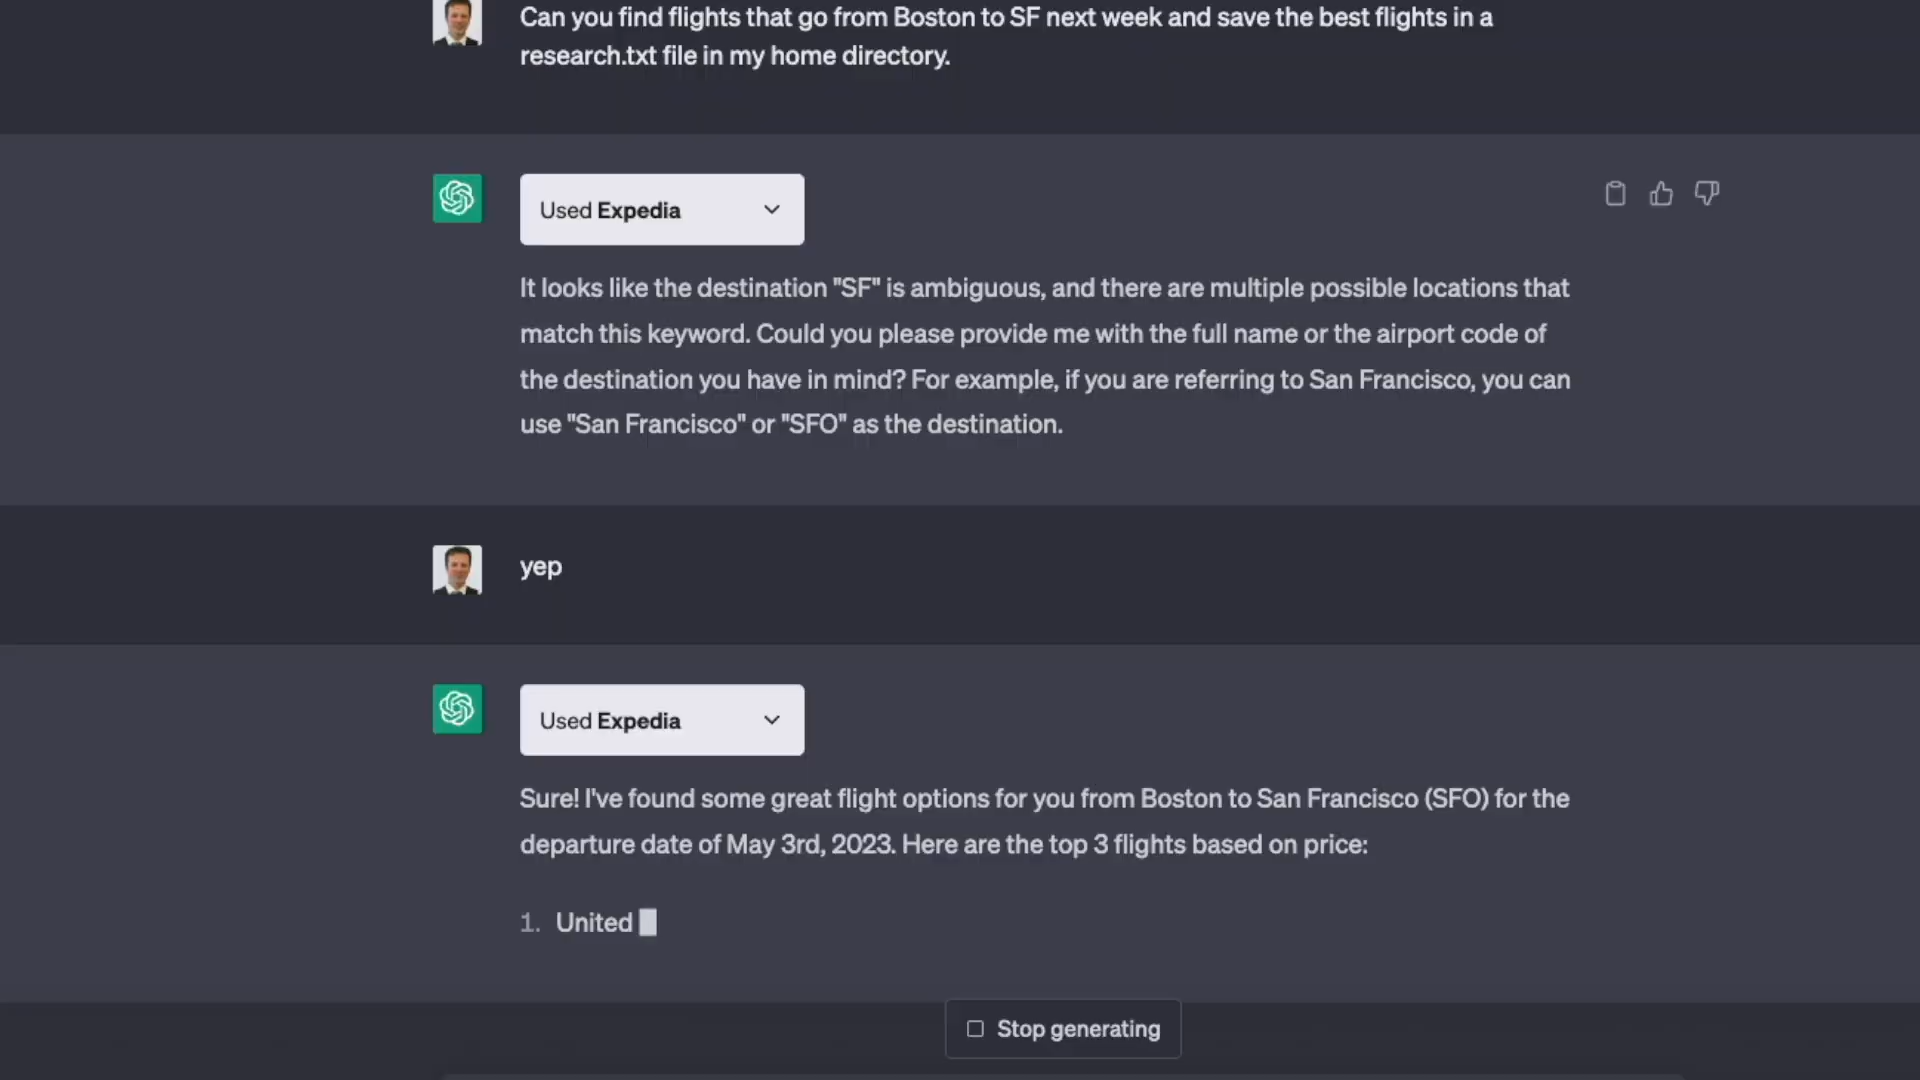 Can you find flights that go from Boston to SF next week and save the best flights in a
research.txt file in my home directory.
Used Expedia
It looks like the destination "SF" is ambiguous, and there are multiple possible locations that
match this keyword. Could you please provide me with the full name or the airport code of
the destination you have in mind? For example, if you are referring to San Francisco, you can
use "San Francisco" or "SFO" as the destination.
yep
Used Expedia
Sure! I've found some great flight options for you from Boston to San Francisco (SFO) for the
departure date of May 3rd, 2023. Here are the top 3 flights based on price:
1. United
Stop generating